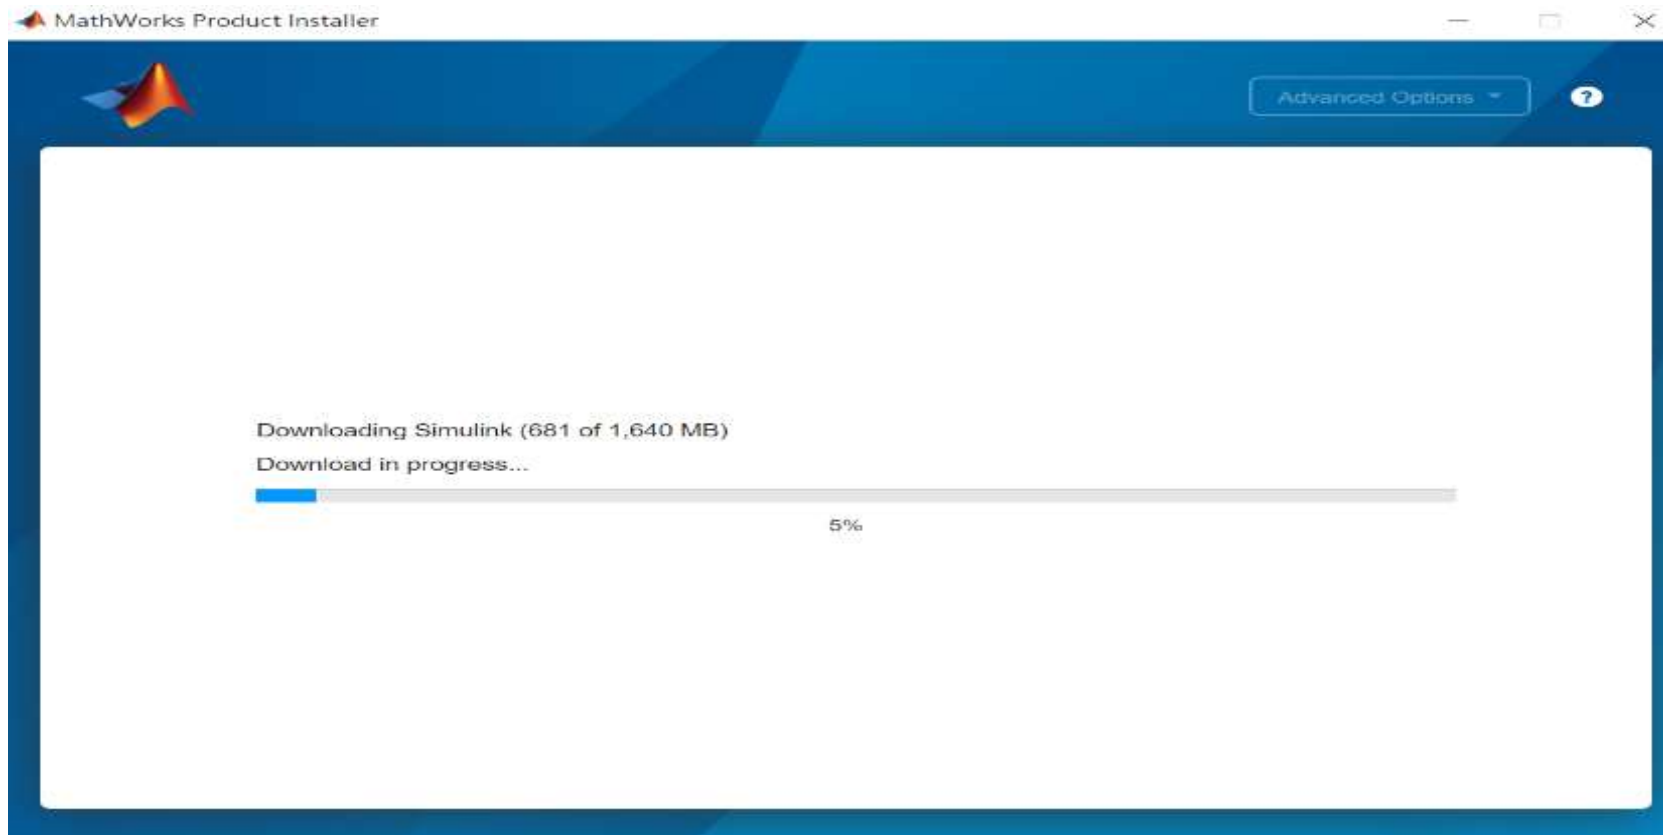 MathWorks Product Installer
Advanced Options
?
Downloading Simulink (681 of 1,640 MB)
Download in progress...
5%